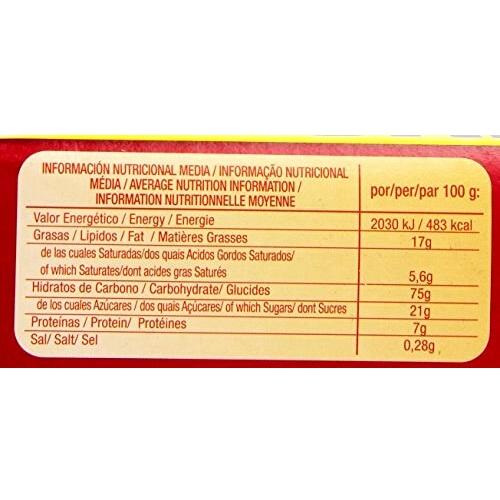 INFORMACIÓN NUTRICIONAL MEDIA / INFORMAÇÃO NUTRICIONAL
MÉDIA / AVERAGE NUTRITION INFORMATION /
INFORMATION NUTRITIONNELLE MOYENNE
por/per/par 100 g:
Valor Energético / Energy / Energie 2030 kJ / 483 kcal
Grasas / Lípidos / Fat / Matières Grasses 17g
de las cuales Saturadas/dos quais Acidos Gordos Saturados/
of which Saturates/dont acides gras Saturés 5,6g
Hidratos de Carbono / Carbohydrate/ Glucides 75g
de los cuales Azúcares / dos quais Açúcares/ of which Sugars/ dont Sucres 21g
Proteínas / Protein/ Protéines 7g
Sal/ Salt/ Sel 0,28g